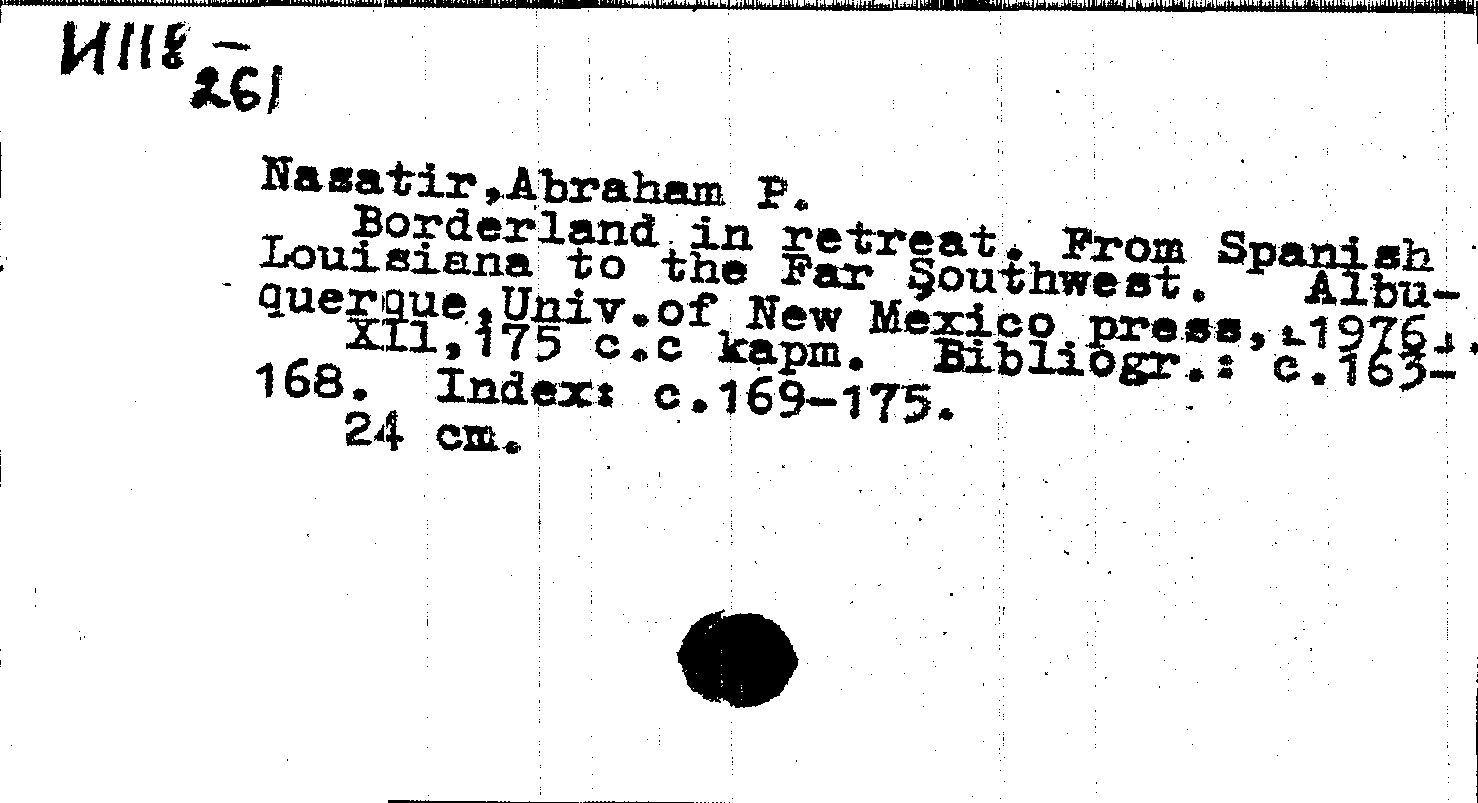 И118 —
261
Nasatir,Abraham P.
Borderland in retreat. From Spanish
Louisiana to the Far Southwest. Albu-
querque,Univ.of New Mexico press,[1976].
XII,175 с.с карт. Bibliogr.: с.163-
168. Index: с.169-175.
24 cm.